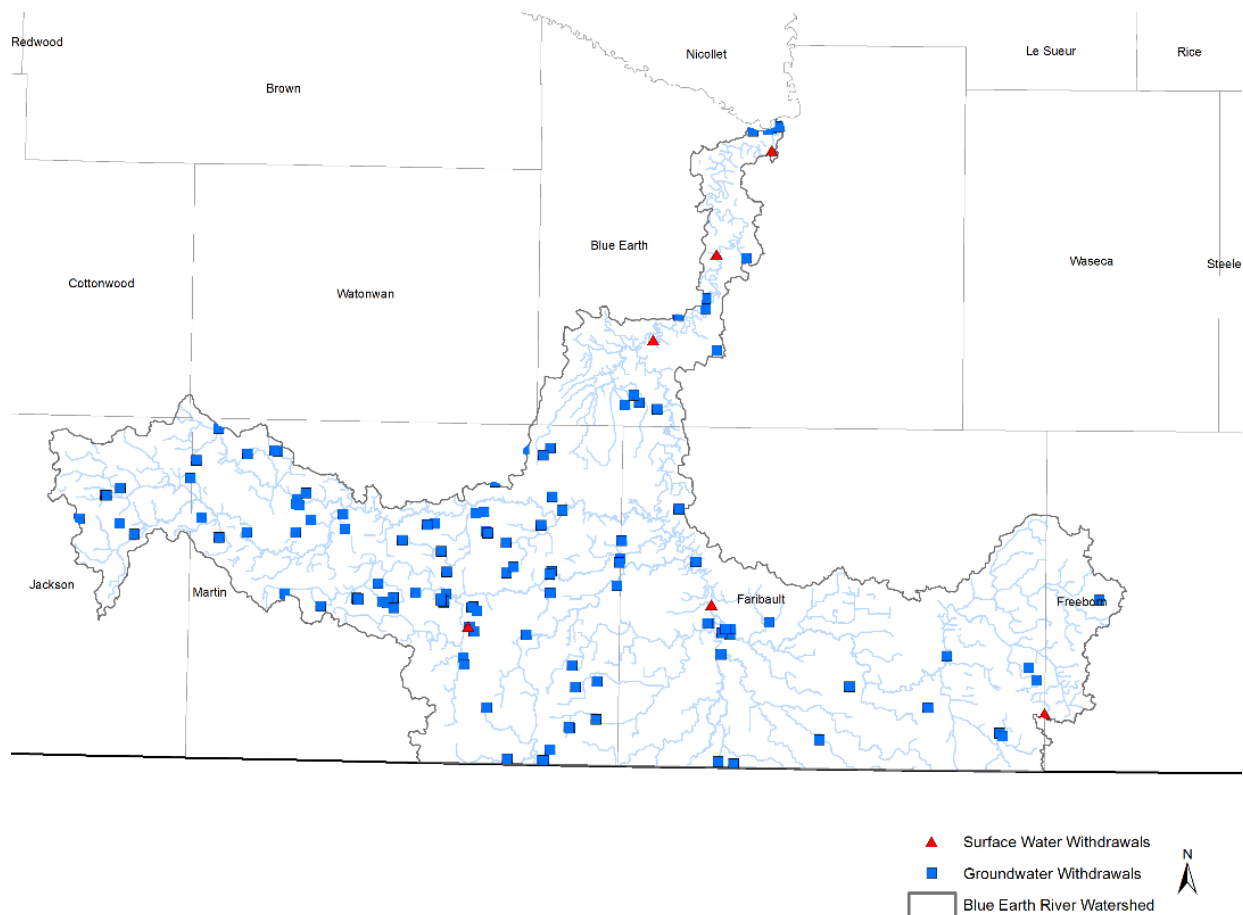 Redwood
Nicollet
Le Sueur
Rice
Brown
Blue Earth
Waseca
Steele
Cottonwood
Watonwan
Jackson
Martin
Faribault
Freeborn
Surface Water Withdrawals
Groundwater Withdrawals
Blue Earth River Watershed
N